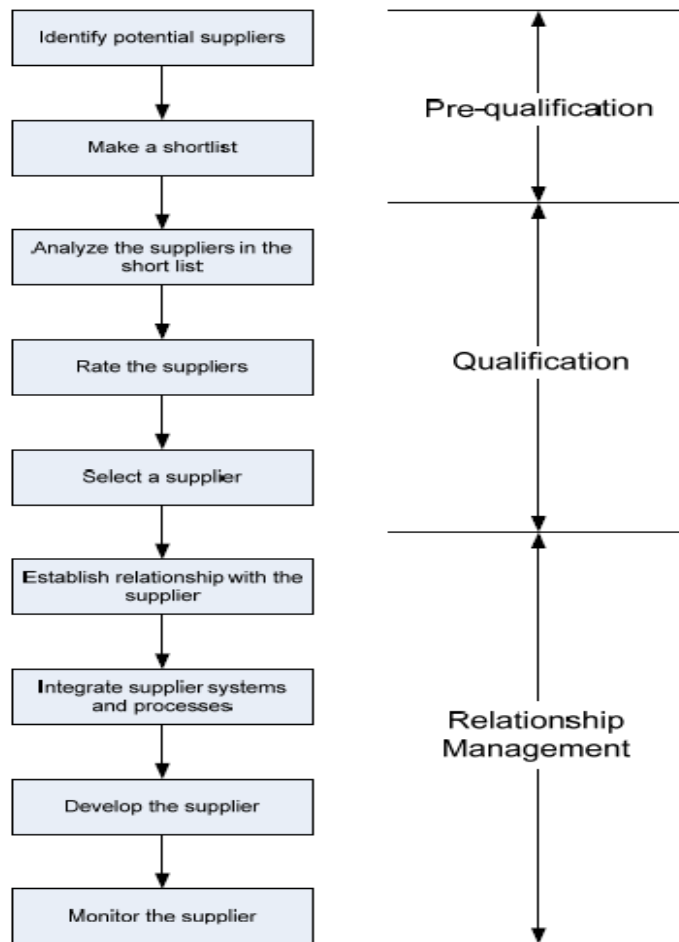 Identify potential suppliers
Pre-qualification
Make a shortlist
Analyze the suppliers in the
short list
Rate the suppliers
Qualification
Select a supplier
Establish relationship with the
supplier
Integrate supplier systems
and processes
Relationship
Management
Develop the supplier
Monitor the supplier